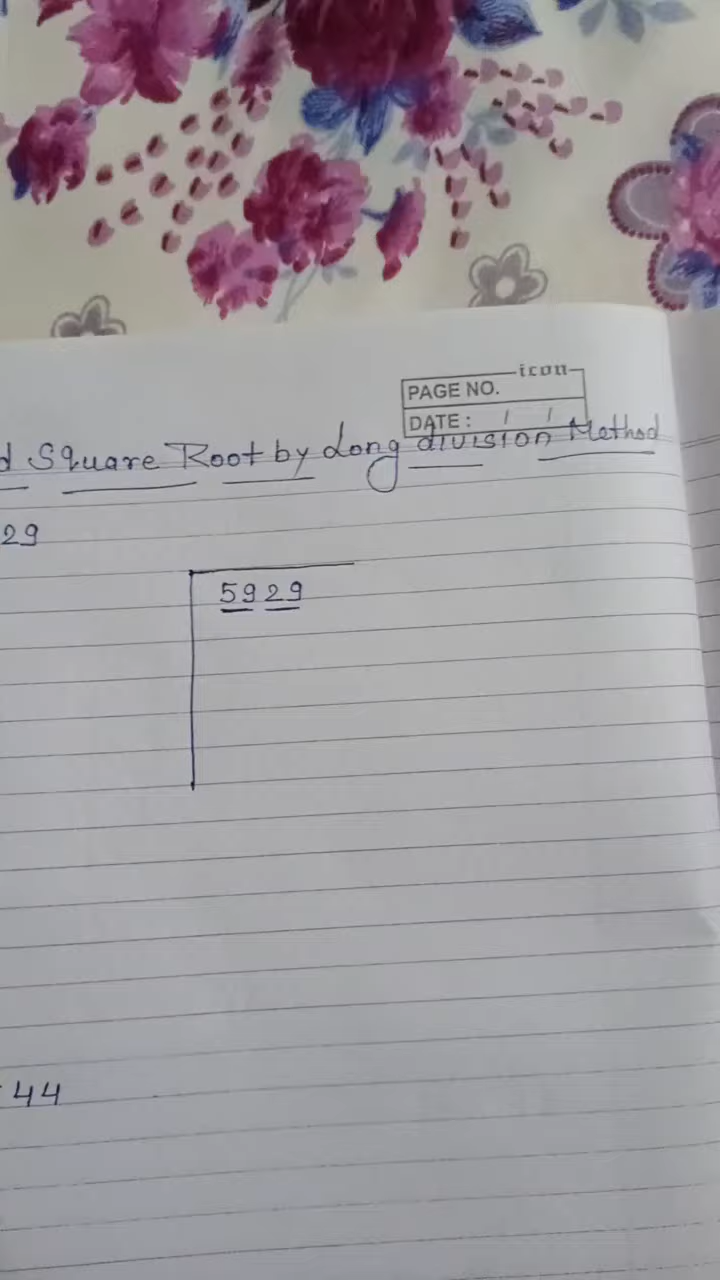 icon
PAGE NO.
DATE : / /
d Square Root by Long division Method
29
5929
44